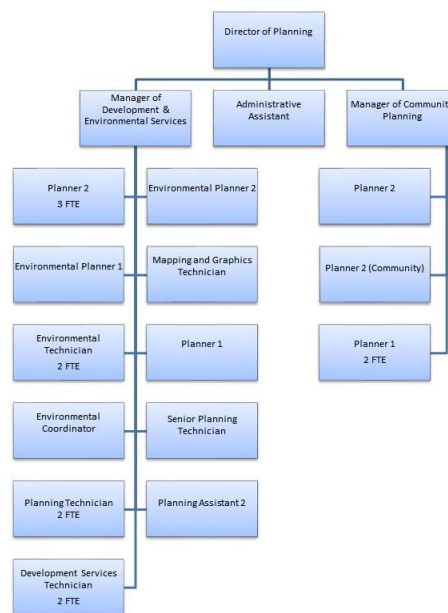 Director of Planning
Manager of
Development &
Environmental Services
Administrative
Assistant
Manager of Community
Planning
Planner 2
3 FTE
Environmental Planner 2
Planner 2
Environmental Planner 1
Mapping and Graphics
Technician
Planner 2 (Community)
Environmental
Technician
2 FTE
Planner 1
Planner 1
2 FTE
Environmental
Coordinator
Senior Planning
Technician
Planning Technician
2 FTE
Planning Assistant 2
Development Services
Technician
2 FTE